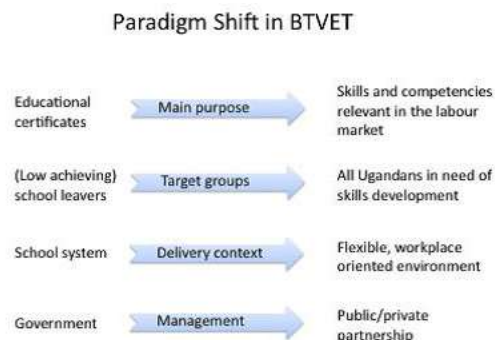 Paradigm Shift in BTVET
Educational
certificates
Main purpose
Skills and competencies
relevant in the labour
market
(Low achieving)
school leavers
Target groups
All Ugandans in need of
skills development
School system
Delivery context
Flexible, workplace
oriented environment
Government
Management
Public/private
partnership